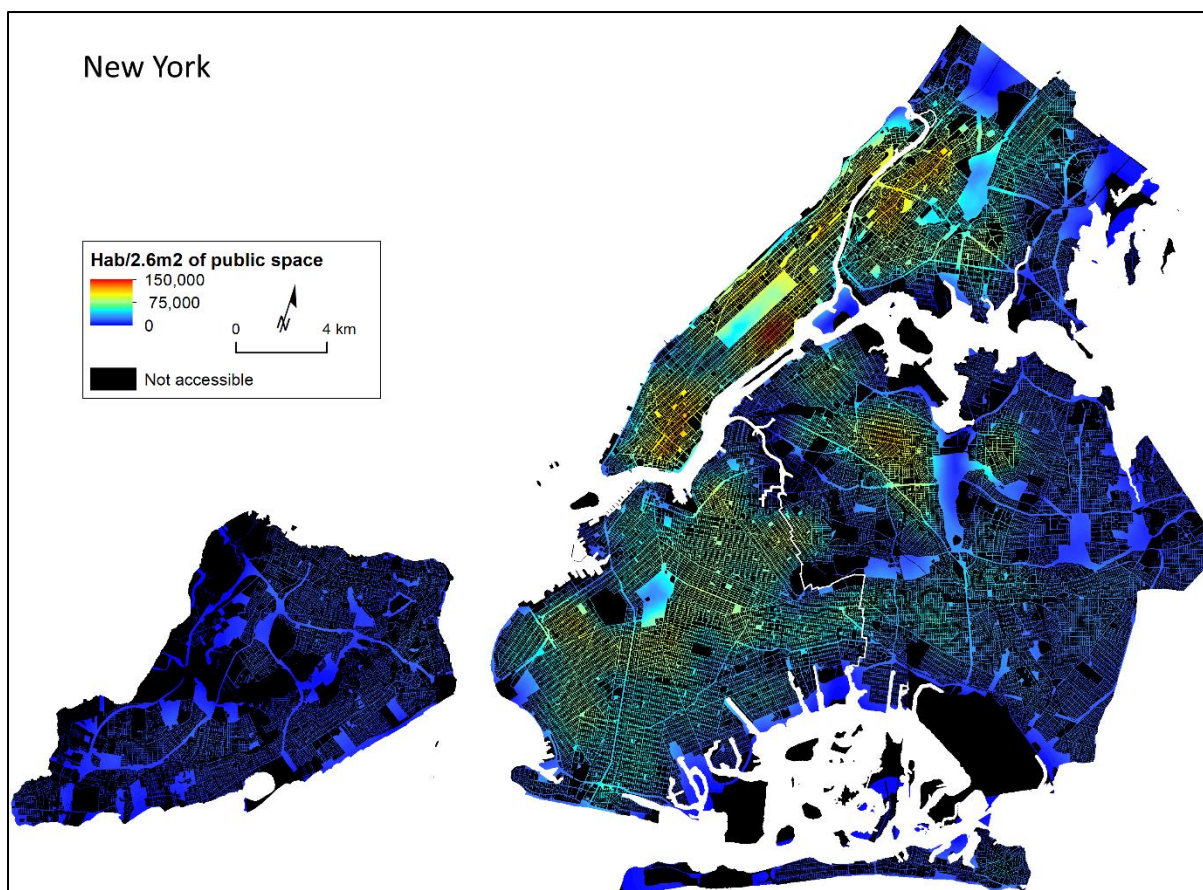 New York
Hab/2.6m2 of public space
150,000
75,000
0
N
0 4 km
Not accessible